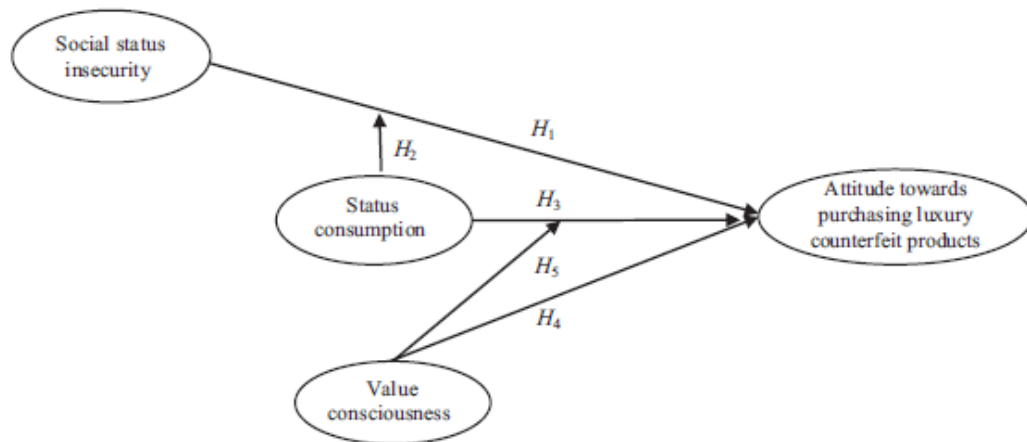 Social status
insecurity
H₁
H₂
Status
consumption
H₃
Attitude towards
purchasing luxury
counterfeit products
H₅
H₄
Value
consciousness